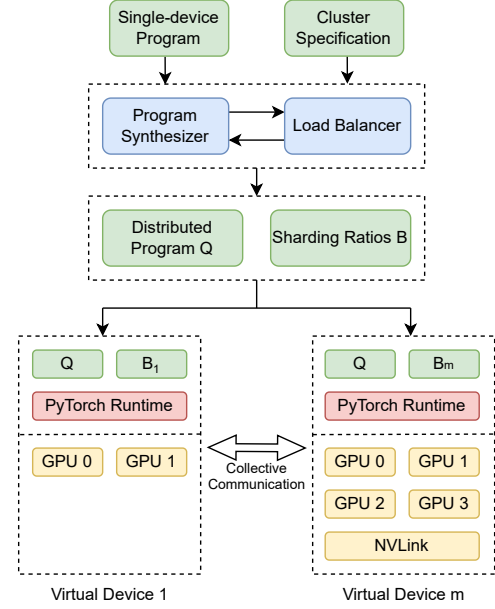 Single-device
Program
Cluster
Specification
Program
Synthesizer
Load Balancer
Distributed
Program Q
Sharding Ratios B
Q
B1
PyTorch Runtime
GPU 0
GPU 1
Collective
Communication
Q
Bm
PyTorch Runtime
GPU 0
GPU 1
GPU 2
GPU 3
NVLink
Virtual Device 1
Virtual Device m